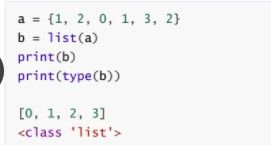 a = {1, 2, 0, 1, 3, 2}
b = list(a)
print(b)
print(type(b))
[0, 1, 2, 3]
<class 'list'>